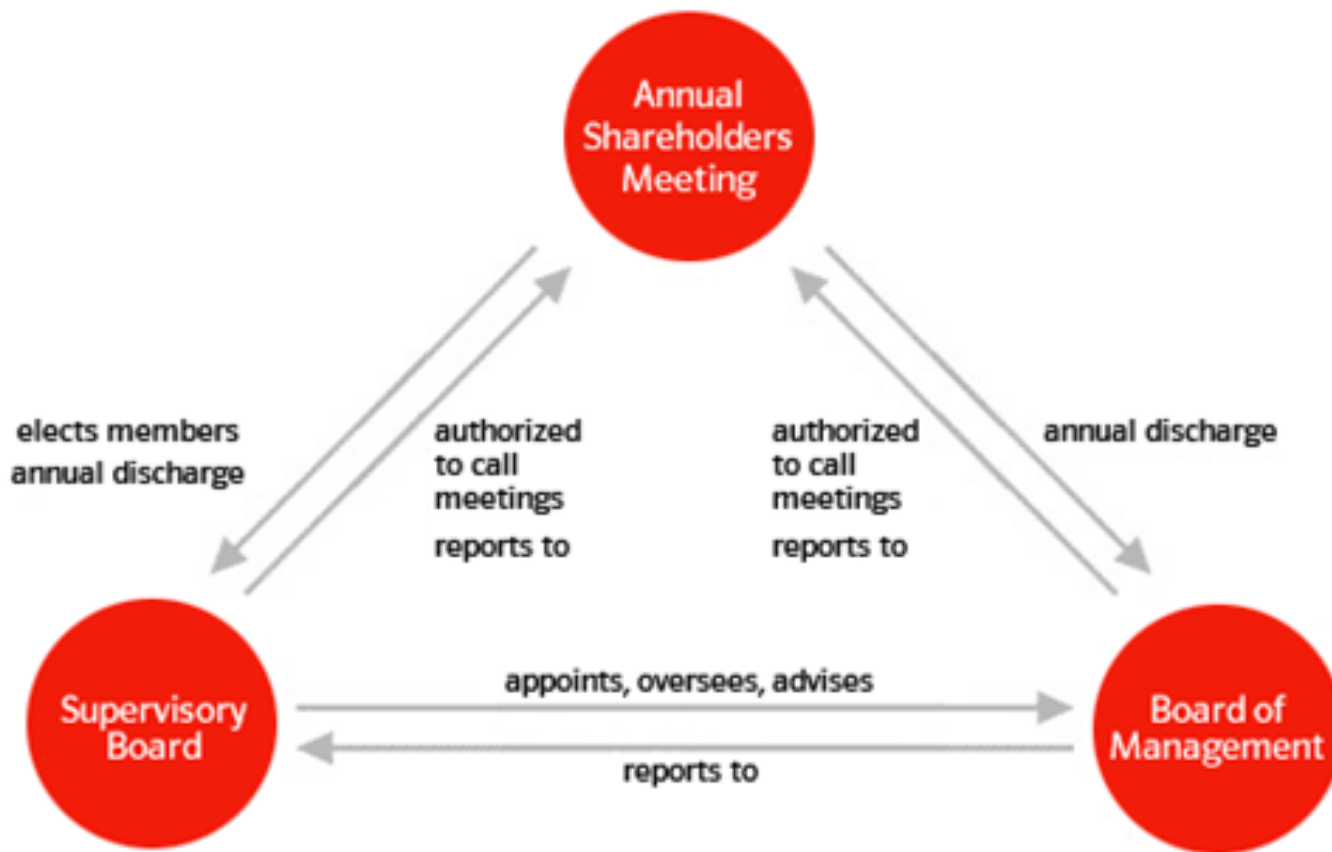 Annual
Shareholders
Meeting
elects members
annual discharge
authorized
to call
meetings
reports to
authorized
to call
meetings
reports to
annual discharge
Supervisory
Board
appoints, oversees, advises
reports to
Board of
Management